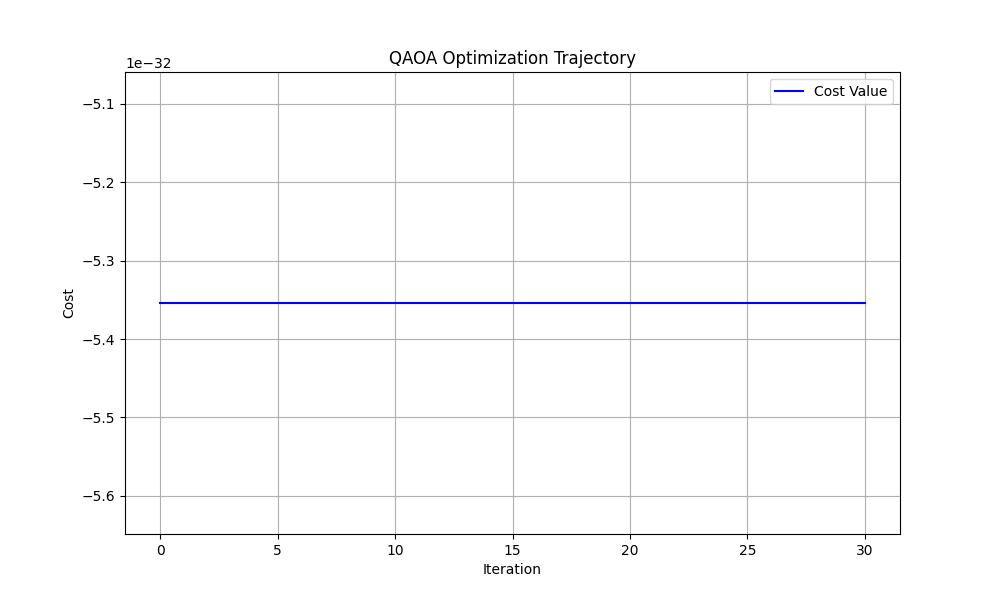 QAOA Optimization Trajectory
1e−32
Cost Value
−5.1
−5.2
−5.3
−5.4
−5.5
−5.6
Cost
0 5 10 15 20 25 30
Iteration